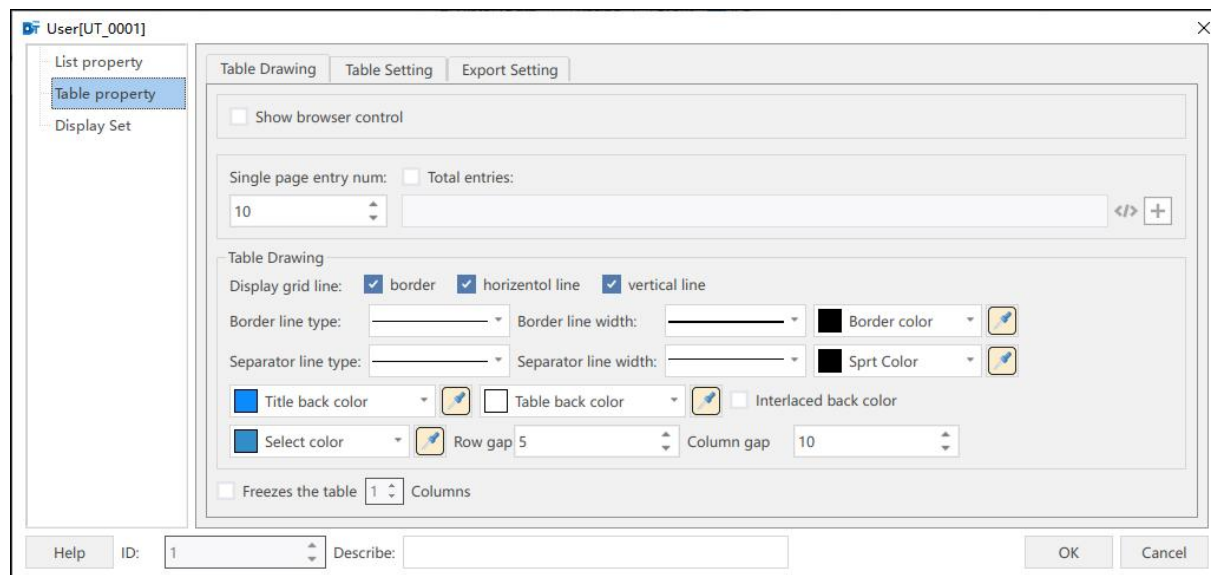 User[UT_0001]
List property
Table property
Display Set
Table Drawing Table Setting Export Setting
Show browser control
Single page entry num: Total entries:
10 </>
Table Drawing
Display grid line: border horizentol line vertical line
Border line type: Border line width: Border color
Separator line type: Separator line width: Sprt Color
Title back color Table back color Interlaced back color
Select color Row gap 5 Column gap 10
Freezes the table 1 Columns
Help ID: 1 Describe: OK Cancel